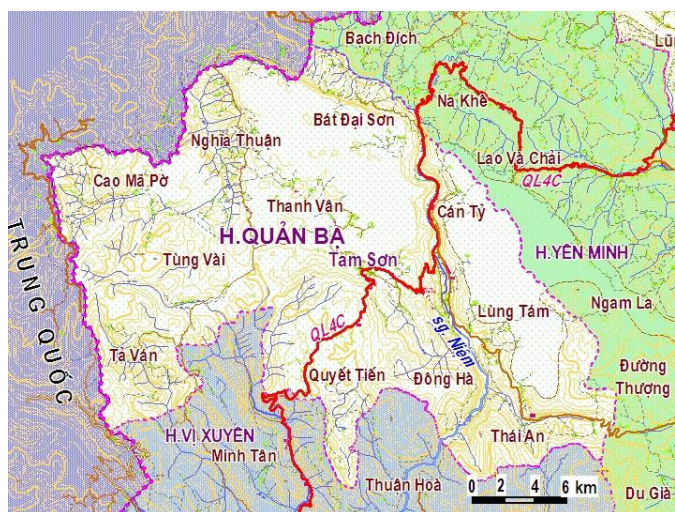 Bạch Đích
Lũn
Na Khê
Bát Đại Sơn
Nghĩa Thuận
Lao Và Chải
QL4C
Cao Mã Pờ
Thanh Vân
Cán Tỷ
H.QUẢN BẠ
H.YÊN MINH
Tùng Vài
Tam Sơn
TRUNG QUỐC
Ngam La
sg. Niệm
Lùng Tám
QL4C
Tả Ván
Quyết Tiến
Đông Hà
Đường
Thượng
H.VỊ XUYÊN
Minh Tân
Thái An
Thuận Hoà
0 2 4 6 km
Du Già